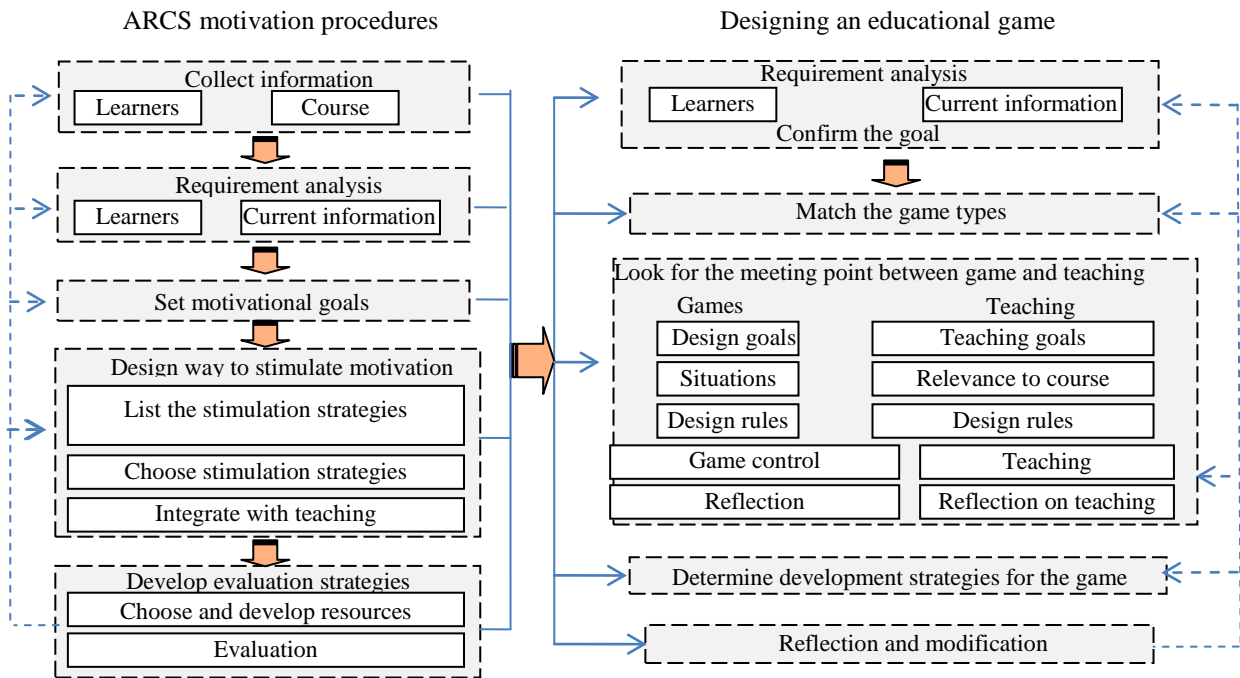 ARCS motivation procedures
Collect information
Learners
Course
Requirement analysis
Learners
Current information
Set motivational goals
Design way to stimulate motivation
List the stimulation strategies
Choose stimulation strategies
Integrate with teaching
Develop evaluation strategies
Choose and develop resources
Evaluation
Designing an educational game
Requirement analysis
Learners
Current information
Confirm the goal
Match the game types
Look for the meeting point between game and teaching
Games
Teaching
Design goals
Teaching goals
Situations
Relevance to course
Design rules
Design rules
Game control
Teaching
Reflection
Reflection on teaching
Determine development strategies for the game
Reflection and modification